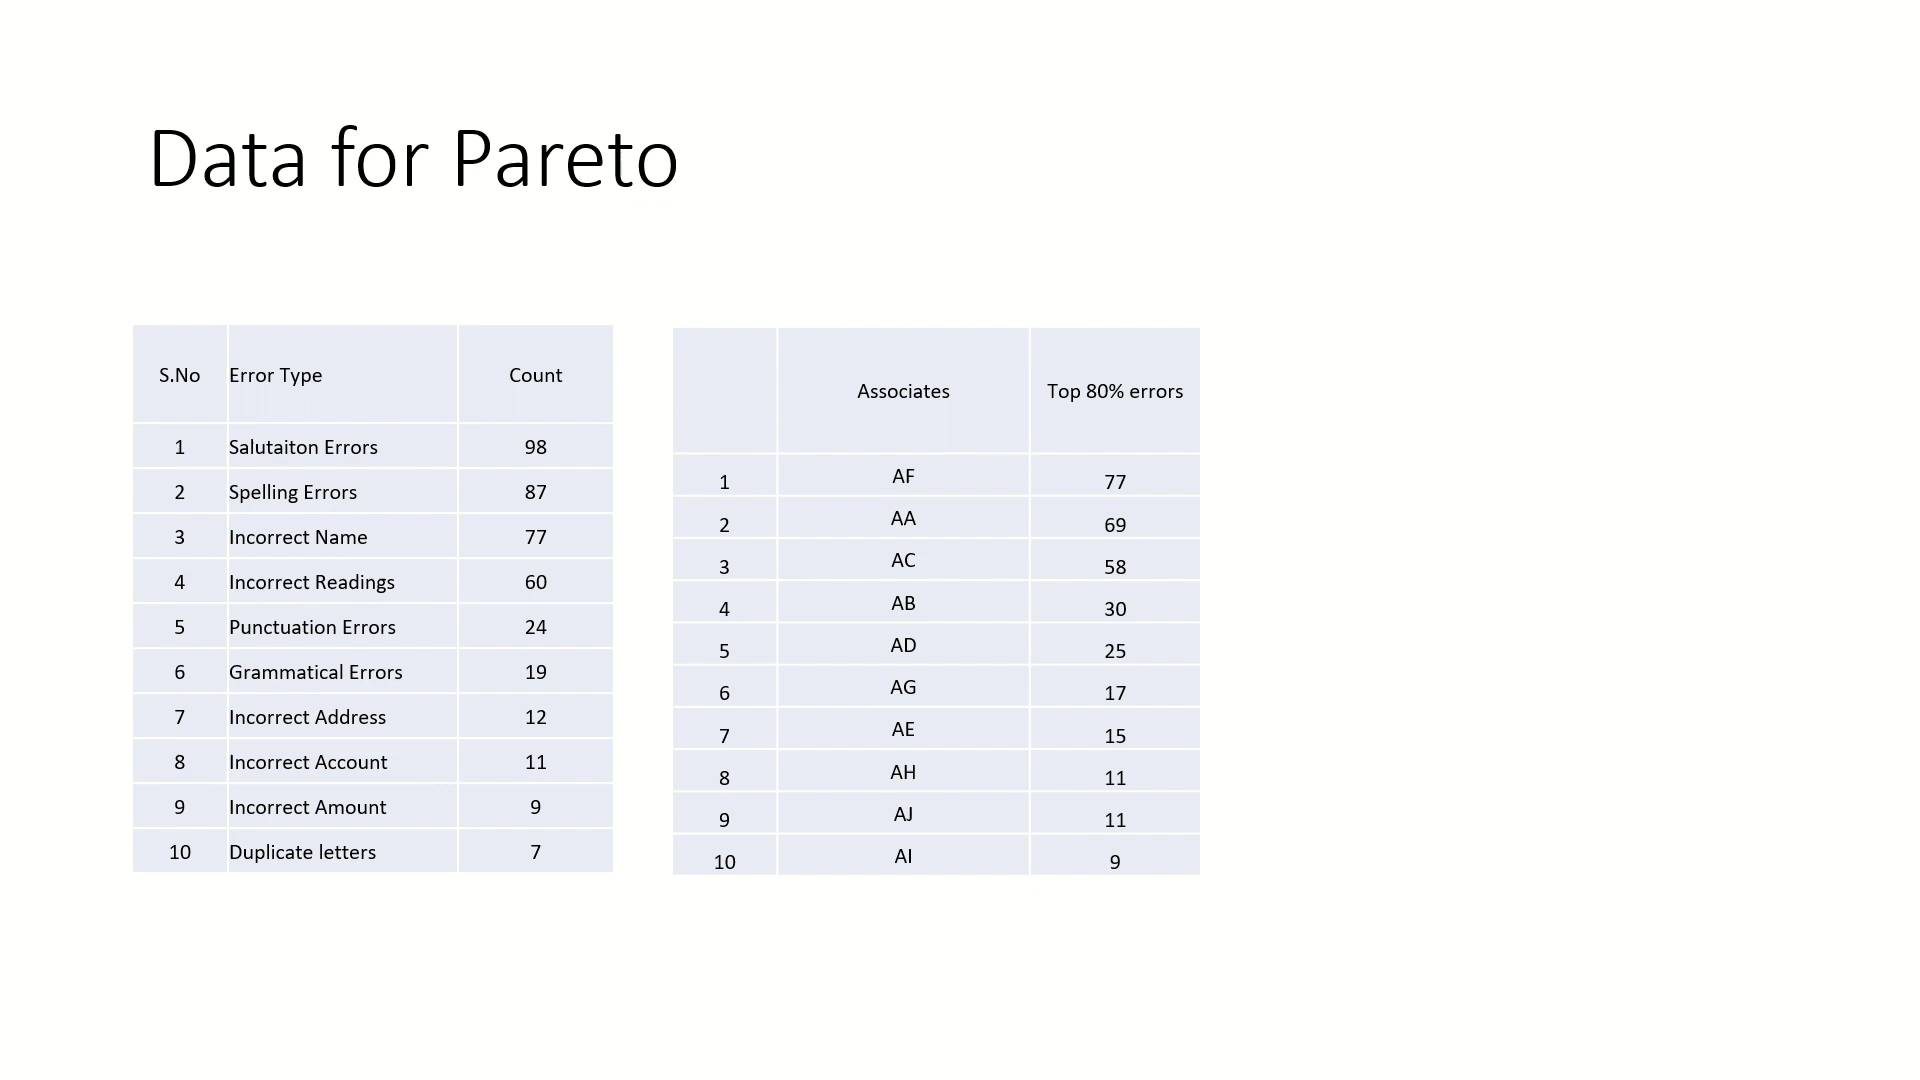 Data for Pareto
S.No Error Type Count
1 Salutaiton Errors 98
2 Spelling Errors 87
3 Incorrect Name 77
4 Incorrect Readings 60
5 Punctuation Errors 24
6 Grammatical Errors 19
7 Incorrect Address 12
8 Incorrect Account 11
9 Incorrect Amount 9
10 Duplicate letters 7
Associates Top 80% errors
1 AF 77
2 AA 69
3 AC 58
4 AB 30
5 AD 25
6 AG 17
7 AE 15
8 AH 11
9 AJ 11
10 AI 9